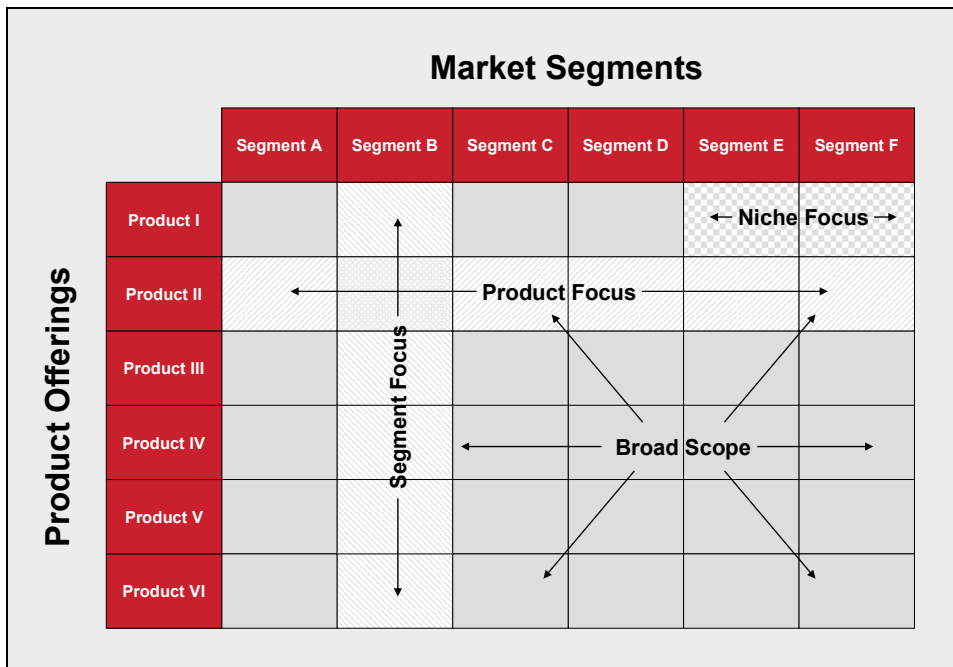 Market Segments
Segment A
Segment B
Segment C
Segment D
Segment E
Segment F
Product Offerings
Product I
Niche Focus
Product II
Product Focus
Segment Focus
Product III
Product IV
Broad Scope
Product V
Product VI